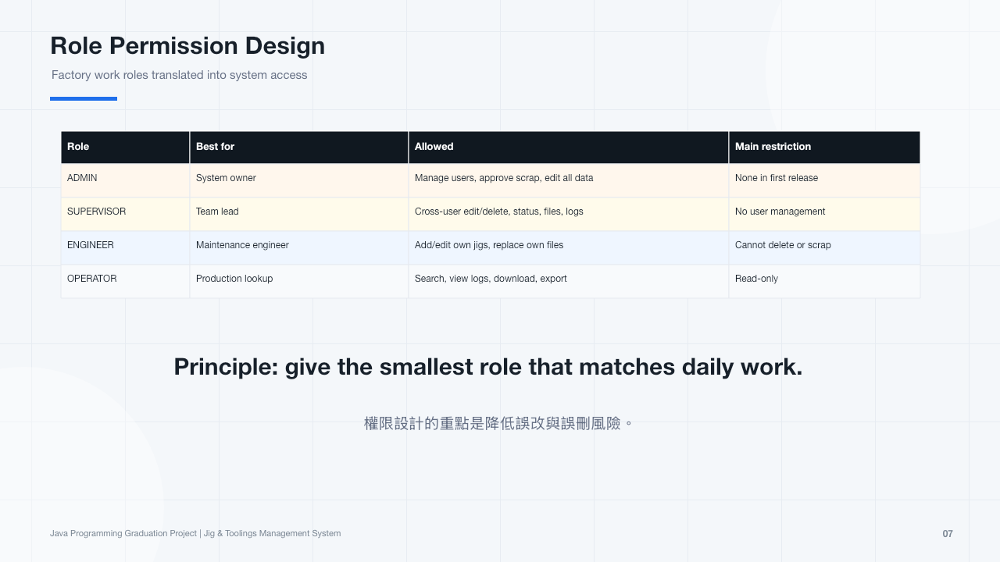 Role Permission Design
Factory work roles translated into system access
Role Best for Allowed Main restriction
ADMIN System owner Manage users, approve scrap, edit all data None in first release
SUPERVISOR Team lead Cross-user edit/delete, status, files, logs No user management
ENGINEER Maintenance engineer Add/edit own jigs, replace own files Cannot delete or scrap
OPERATOR Production lookup Search, view logs, download, export Read-only
Principle: give the smallest role that matches daily work.
權限設計的重點是降低誤改與誤刪風險。
Java Programming Graduation Project | Jig & Toolings Management System 07